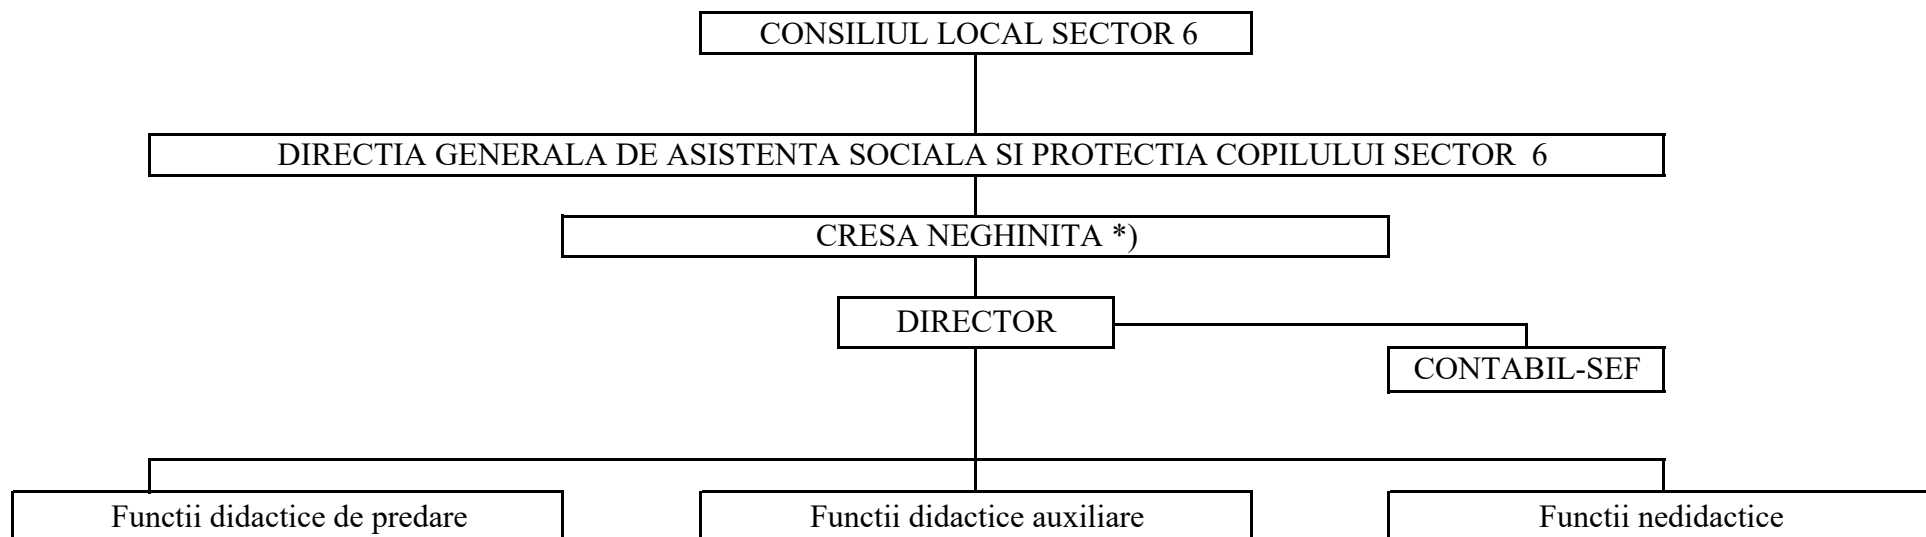 CONSILIUL LOCAL SECTOR 6
DIRECTIA GENERALA DE ASISTENTA SOCIALA SI PROTECTIA COPILULUI SECTOR 6
CRESA NEGHINITA *)
DIRECTOR
CONTABIL-SEF
Functii didactice de predare
Functii didactice auxiliare
Functii nedidactice